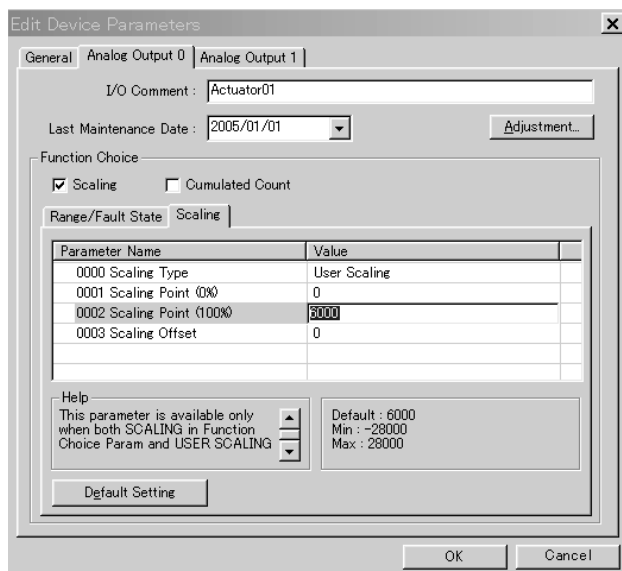 Edit Device Parameters
General Analog Output 0 Analog Output 1
I/O Comment : Actuator01
Last Maintenance Date : 2005/01/01 Adjustment...
Function Choice
Scaling Cumulated Count
Range/Fault State Scaling
Parameter Name Value
0000 Scaling Type User Scaling
0001 Scaling Point (0%) 0
0002 Scaling Point (100%) 6000
0003 Scaling Offset 0
Help
This parameter is available only
when both SCALING in Function
Choice Param and USER SCALING
Default : 6000
Min : -28000
Max : 28000
Default Setting
OK Cancel